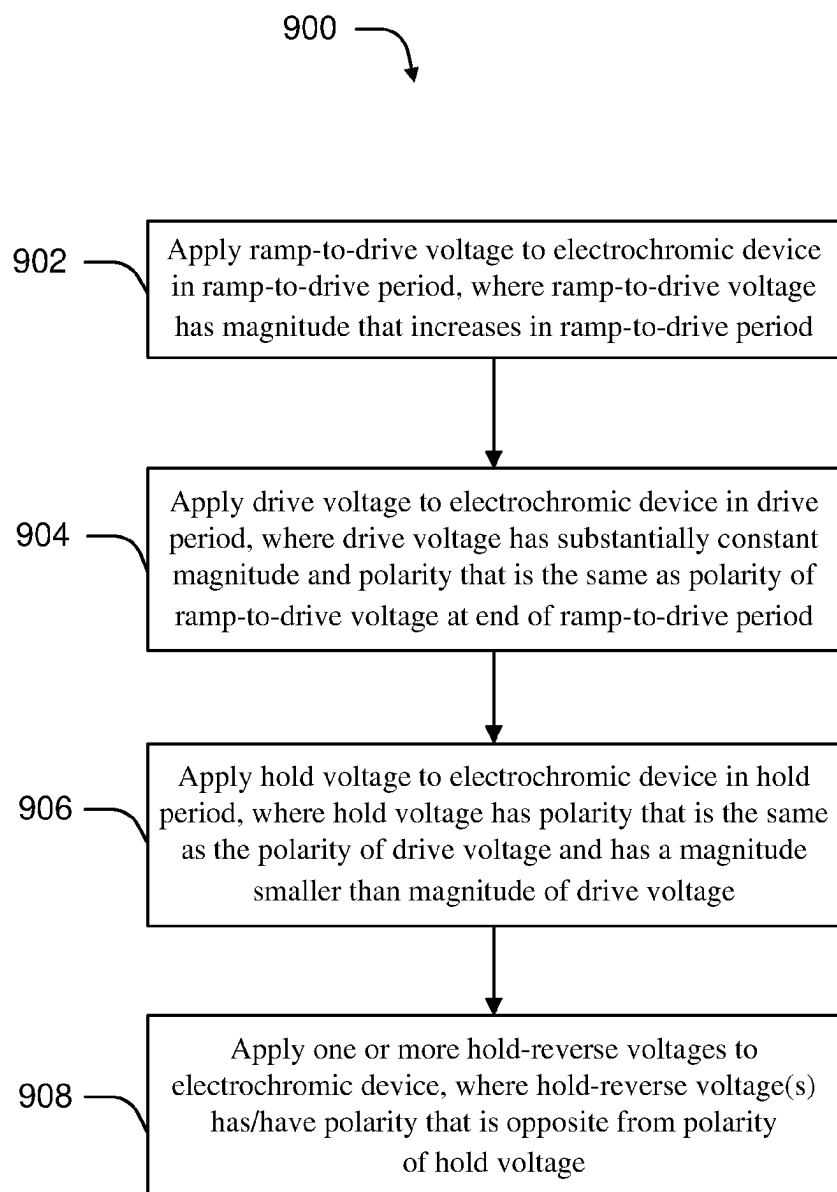 900
902
Apply ramp-to-drive voltage to electrochromic device
in ramp-to-drive period, where ramp-to-drive voltage
has magnitude that increases in ramp-to-drive period
904
Apply drive voltage to electrochromic device in drive
period, where drive voltage has substantially constant
magnitude and polarity that is the same as polarity of
ramp-to-drive voltage at end of ramp-to-drive period
906
Apply hold voltage to electrochromic device in hold
period, where hold voltage has polarity that is the same
as the polarity of drive voltage and has a magnitude
smaller than magnitude of drive voltage
908
Apply one or more hold-reverse voltages to
electrochromic device, where hold-reverse voltage(s)
has/have polarity that is opposite from polarity
of hold voltage